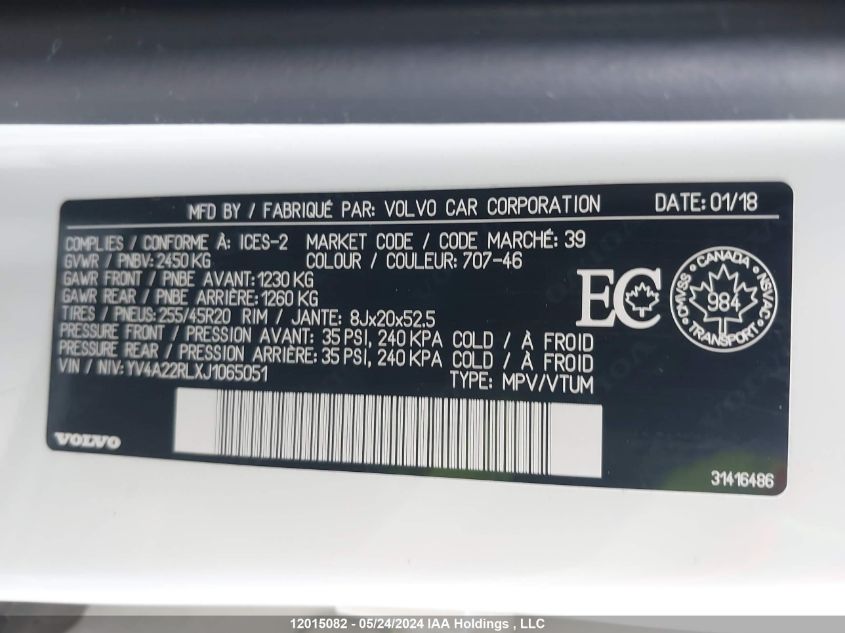 MFD BY / FABRIQUÉ PAR: VOLVO CAR CORPORATION DATE: 01/18
COMPLIES / CONFORME À: ICES-2 MARKET CODE / CODE MARCHÉ: 39
GVWR / PNBV: 2450 KG COLOUR / COULEUR: 707-46
GAWR FRONT / PNBE AVANT: 1230 KG
GAWR REAR / PNBE ARRIÈRE: 1260 KG
TIRES / PNEUS: 255/45R20 RIM / JANTE: 8Jx20x52.5
PRESSURE FRONT / PRESSION AVANT: 35 PSI, 240 KPA COLD / À FROID
PRESSURE REAR / PRESSION ARRIÈRE: 35 PSI, 240 KPA COLD / À FROID
VIN / NIV: YV4A22RLXJ1065051 TYPE: MPV/VTUM
EC
CANADA
CMVSS
NSVAC
984
TRANSPORT
VOLVO
31416486
12015082 - 05/24/2024 IAA Holdings , LLC